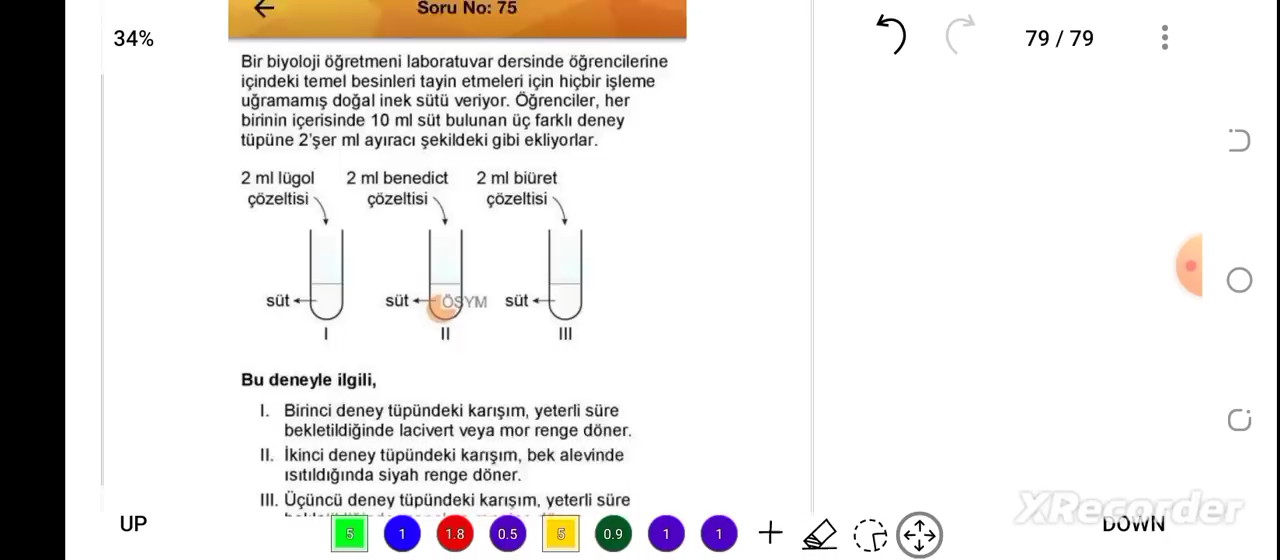 Soru No: 75
34%
79 / 79
Bir biyoloji öğretmeni laboratuvar dersinde öğrencilerine
içindeki temel besinleri tayin etmeleri için hiçbir işleme
uğramamış doğal inek sütü veriyor. Öğrenciler, her
birinin içerisinde 10 ml süt bulunan üç farklı deney
tüpüne 2'şer ml ayıracı şekildeki gibi ekliyorlar.
2 ml lügol 2 ml benedict 2 ml biüret
çözeltisi çözeltisi çözeltisi
süt süt ÖSYM süt
I II III
Bu deneyle ilgili,
I. Birinci deney tüpündeki karışım, yeterli süre
bekletildiğinde lacivert veya mor renge döner.
II. İkinci deney tüpündeki karışım, bek alevinde
ısıtıldığında siyah renge döner.
III. Üçüncü deney tüpündeki karışım, yeterli süre
XRecorder
UP 5 1 1.8 0.5 5 0.9 1 1 DOWN